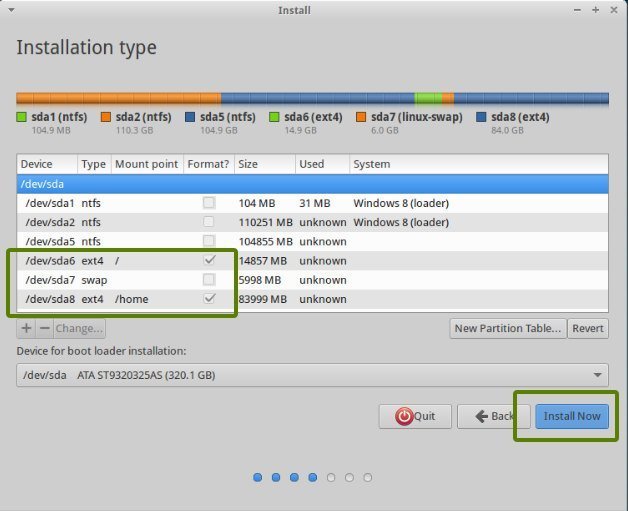 Install
Installation type
sda1 (ntfs) sda2 (ntfs) sda5 (ntfs) sda6 (ext4) sda7 (linux-swap) sda8 (ext4)
104.9 MB 110.3 GB 104.9 GB 14.9 GB 6.0 GB 84.0 GB
Device Type Mount point Format? Size Used System
/dev/sda
/dev/sda1 ntfs 104 MB 31 MB Windows 8 (loader)
/dev/sda2 ntfs 110251 MB unknown Windows 8 (loader)
/dev/sda5 ntfs 104855 MB unknown
/dev/sda6 ext4 / 14857 MB unknown
/dev/sda7 swap 5998 MB unknown
/dev/sda8 ext4 /home 83999 MB unknown
+ − Change... New Partition Table... Revert
Device for boot loader installation:
/dev/sda ATA ST9320325AS (320.1 GB)
Quit Back Install Now